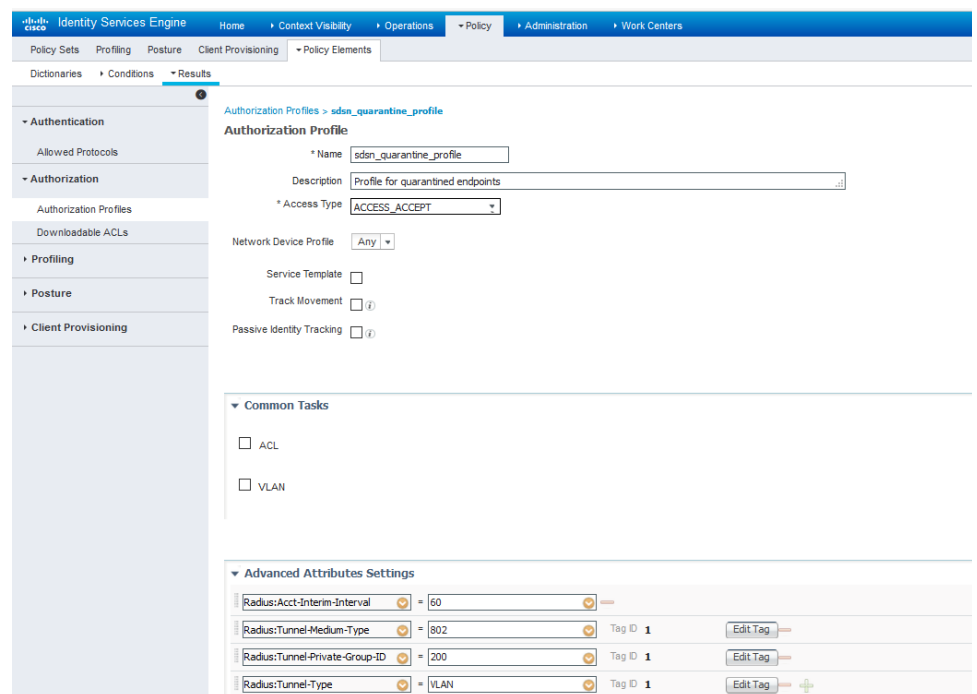 cisco Identity Services Engine Home Context Visibility Operations Policy Administration Work Centers
Policy Sets Profiling Posture Client Provisioning Policy Elements
Dictionaries Conditions Results
Authentication
Allowed Protocols
Authorization
Authorization Profiles
Downloadable ACLs
Profiling
Posture
Client Provisioning
Authorization Profiles > sdsn_quarantine_profile
Authorization Profile
* Name sdsn_quarantine_profile
Description Profile for quarantined endpoints
* Access Type ACCESS_ACCEPT
Network Device Profile Any
Service Template
Track Movement i
Passive Identity Tracking i
Common Tasks
ACL
VLAN
Advanced Attributes Settings
Radius:Acct-Interim-Interval = 60
Radius:Tunnel-Medium-Type = 802 Tag ID 1 Edit Tag
Radius:Tunnel-Private-Group-ID = 200 Tag ID 1 Edit Tag
Radius:Tunnel-Type = VLAN Tag ID 1 Edit Tag